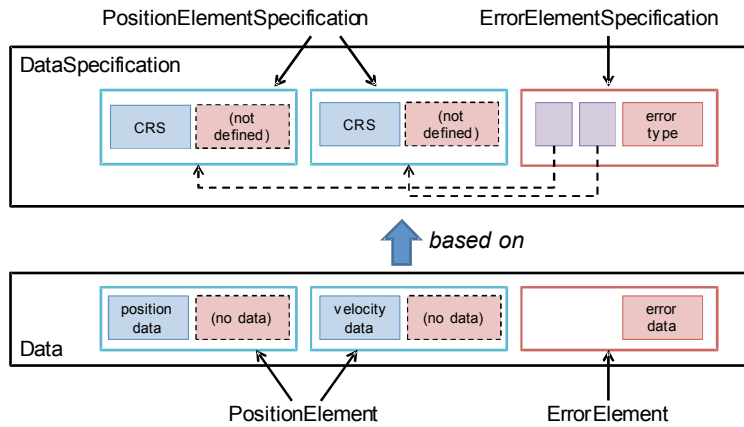 PositionElementSpecification
ErrorElementSpecification
DataSpecification
CRS
(not
defined)
CRS
(not
defined)
error
type
based on
position
data
(no data)
velocity
data
(no data)
error
data
Data
PositionElement
ErrorElement